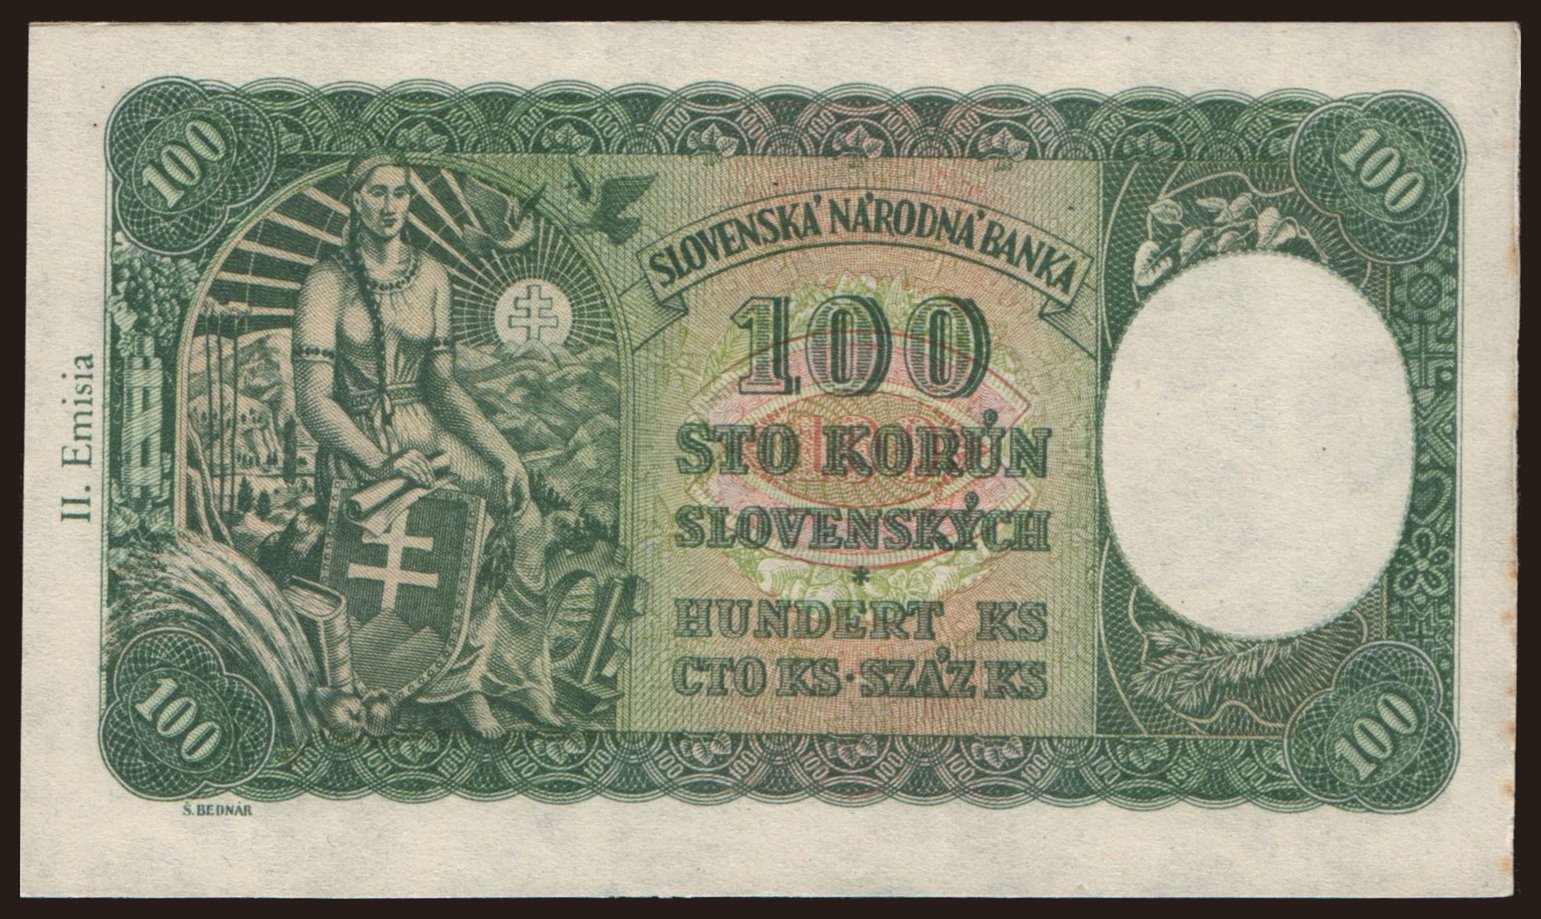 100
100
II. Emisia
SLOVENSKÁ NÁRODNÁ BANKA
100
STO KORÚN
SLOVENSKÝCH
*
HUNDERT KS
CTO KS · SZÁZ KS
100
100
Š. BEDNÁR